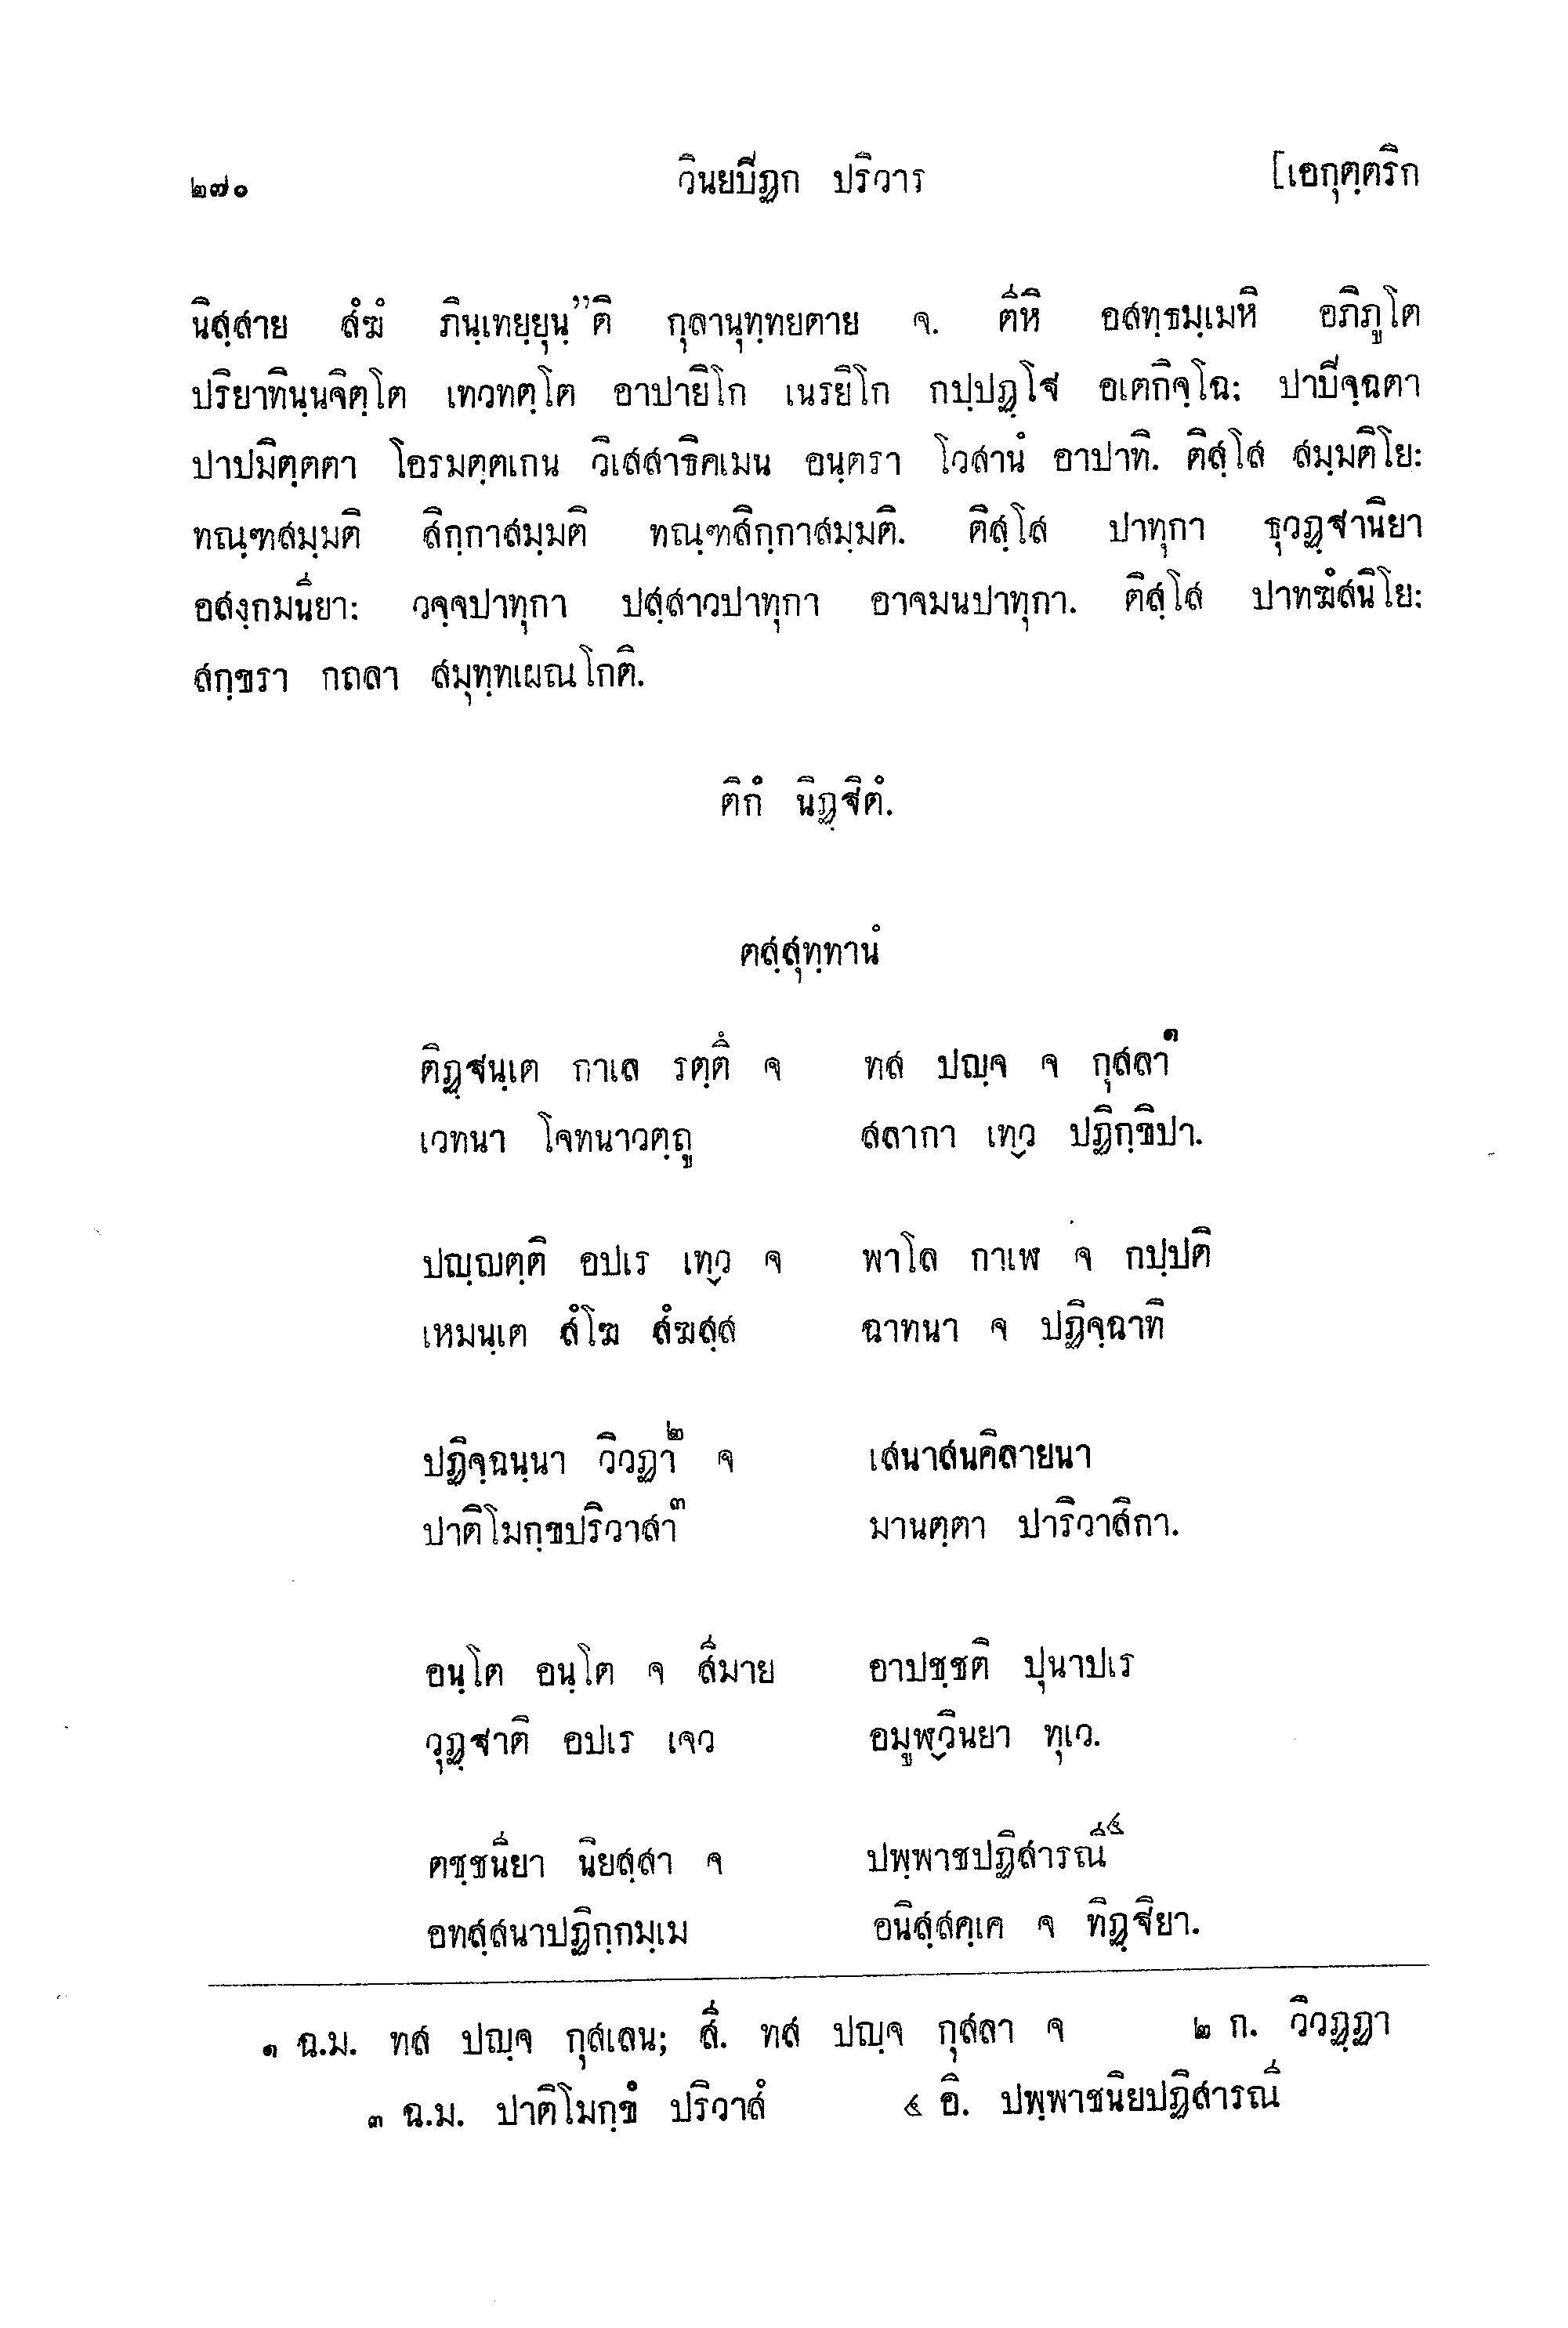 ๒๗๐ วินยปิฏก ปริวาร [เอกุตฺตริก
นิสฺสาย สํฆํ ภินฺเทยฺยุนฺ”ติ กุลานุทฺทยตาย จ. ตีหิ อสทฺธมฺเมหิ อภิภูโต
ปริยาทินฺนจิตฺโต เทวทตฺโต อาปายิโก เนรยิโก กปฺปฏฺโฐ อเตกิจฺโฉ: ปาปิจฺฉตา
ปาปมิตฺตตา โอรมตฺตเกน วิเสสาธิคเมน อนฺตรา โวสานํ อาปาทิ. ติสฺโส สมฺมติโย:
ทณฺฑสมฺมติ สิกฺกาสมฺมติ ทณฺฑสิกฺกาสมฺมติ. ติสฺโส ปาทุกา ธุวฏฺฐานิยา
อสงฺกมนียา: วจฺจปาทุกา ปสฺสาวปาทุกา อาจมนปาทุกา. ติสฺโส ปาทฆํสนิโย:
สกฺขรา กถลา สมุทฺทเผณโกติ.
ติกํ นิฏฺฐิตํ.
ตสฺสุทฺทานํ
ติฏฺฐนฺเต กาเล รตฺตึ จ ทส ปญฺจ จ กุสลา๑
เวทนา โจทนาวตฺถู สลากา เทฺว ปฏิกฺขิปา.
ปญฺญตฺติ อปเร เทฺว จ พาโล กาเฬ จ กปฺปติ
เหมนฺเต สํโฆ สํฆสฺส ฉาทนา จ ปฏิจฺฉาทิ
ปฏิจฺฉนฺนา วิวฏา๒ จ เสนาสนคิลายนา
ปาติโมกฺขปริวาสา๓ มานตฺตา ปาริวาสิกา.
อนฺโต อนฺโต จ สีมาย อาปชฺชติ ปุนาปเร
วุฏฺฐาติ อปเร เจว อมูฬฺวินยา ทุเว.
ตชฺชนียา นิยสฺสา จ ปพฺพาชปฏิสารณี๔
อทสฺสนาปฏิกฺกมฺเม อนิสฺสคฺเค จ ทิฏฺฐิยา.
๑ ฉ.ม. ทส ปญฺจ กุสเลน; สี. ทส ปญฺจ กุสลา จ ๒ ก. วิวฏฺฏา
๓ ฉ.ม. ปาติโมกฺขํ ปริวาสํ ๔ อิ. ปพฺพาชนิยปฏิสารณี